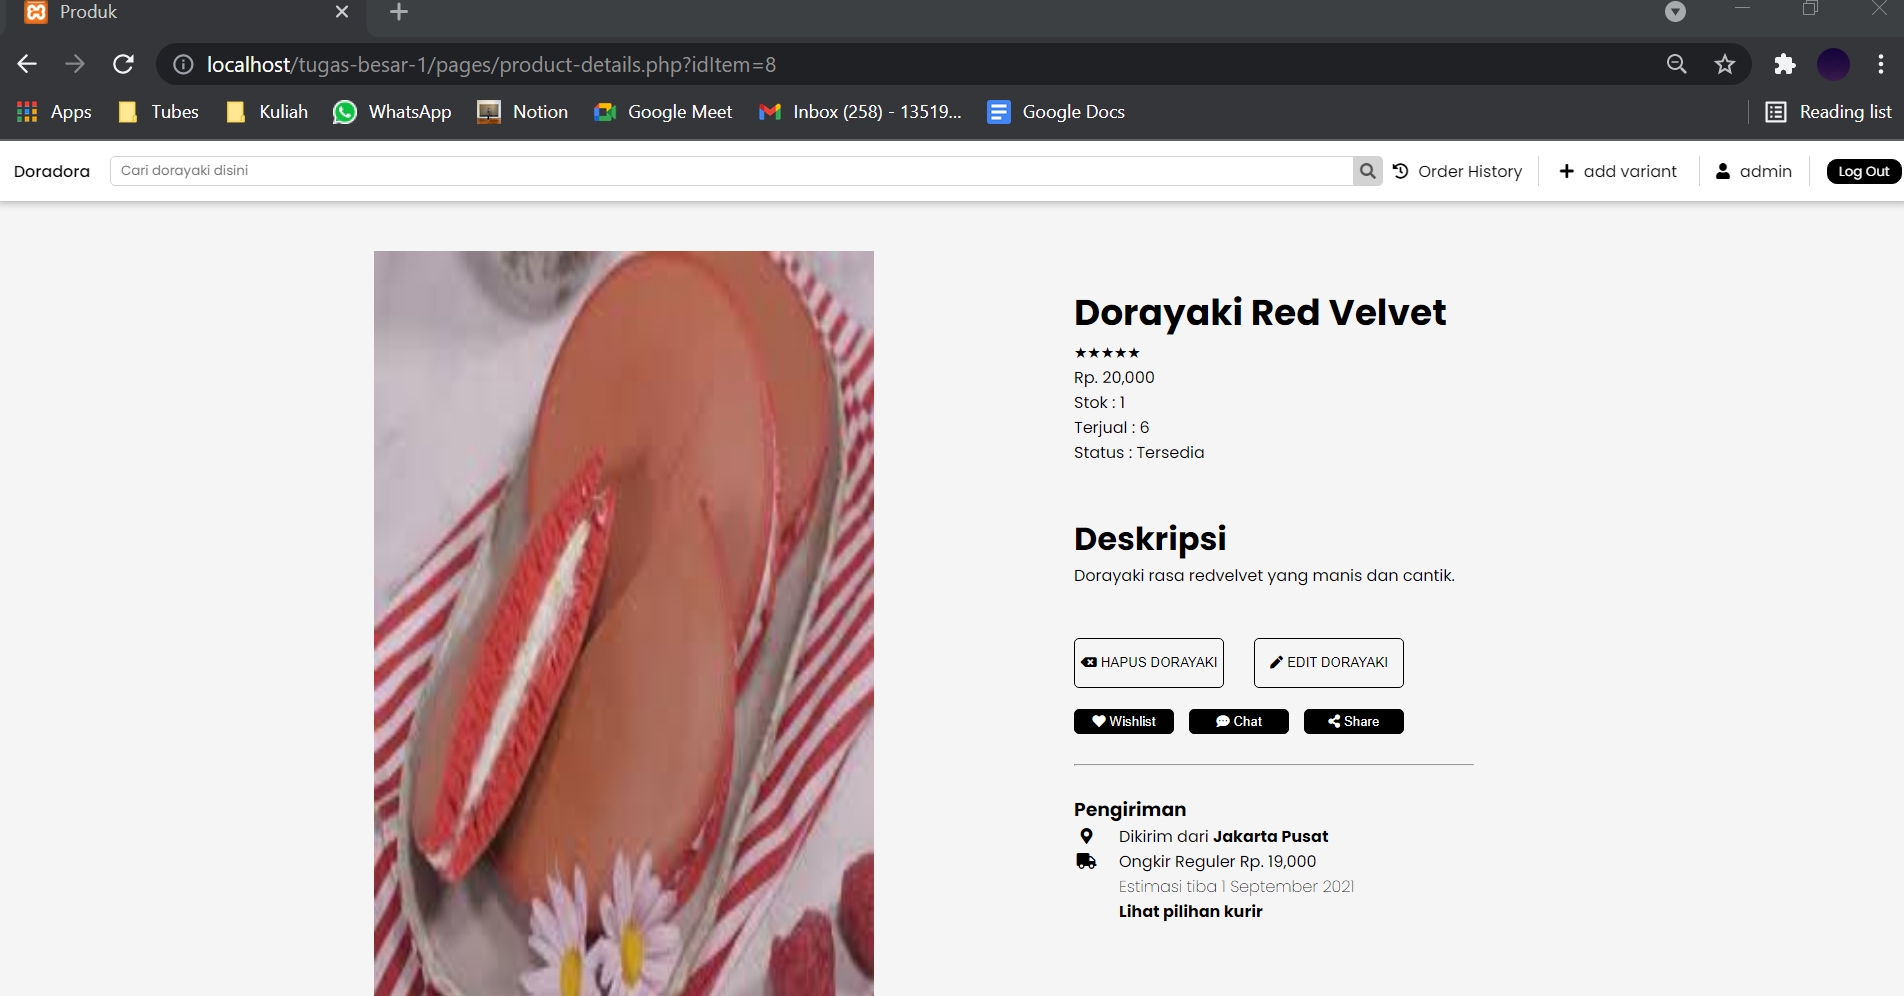 Produk
localhost/tugas-besar-1/pages/product-details.php?idItem=8
Apps Tubes Kuliah WhatsApp Notion Google Meet Inbox (258) - 13519... Google Docs Reading list
Doradora Cari dorayaki disini Order History add variant admin Log Out
Dorayaki Red Velvet
★★★★★
Rp. 20,000
Stok : 1
Terjual : 6
Status : Tersedia
Deskripsi
Dorayaki rasa redvelvet yang manis dan cantik.
HAPUS DORAYAKI EDIT DORAYAKI
Wishlist Chat Share
Pengiriman
Dikirim dari Jakarta Pusat
Ongkir Reguler Rp. 19,000
Estimasi tiba 1 September 2021
Lihat pilihan kurir